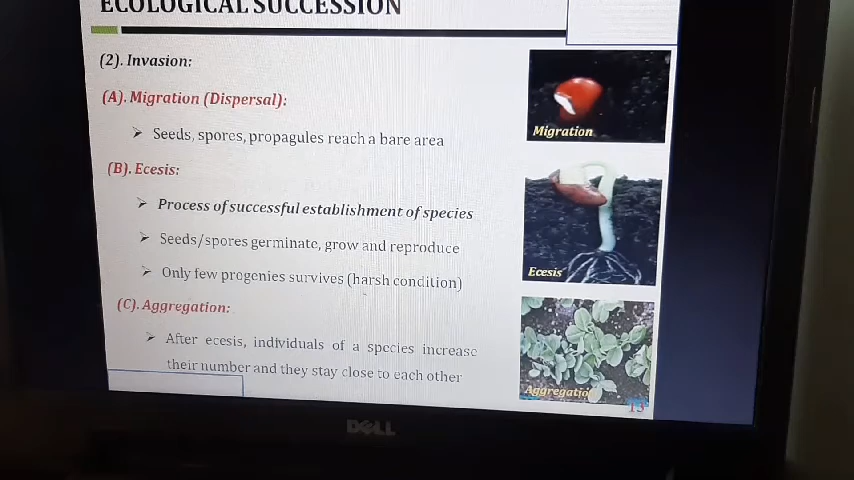 ECOLOGICAL SUCCESSION
(2). Invasion:
(A). Migration (Dispersal):
Seeds, spores, propagules reach a bare area
Migration
(B). Ecesis:
Process of successful establishment of species
Seeds/spores germinate, grow and reproduce
Only few progenies survives (harsh condition)
Ecesis
(C). Aggregation:
After ecesis, individuals of a species increase
their number and they stay close to each other
Aggregation
13
DELL